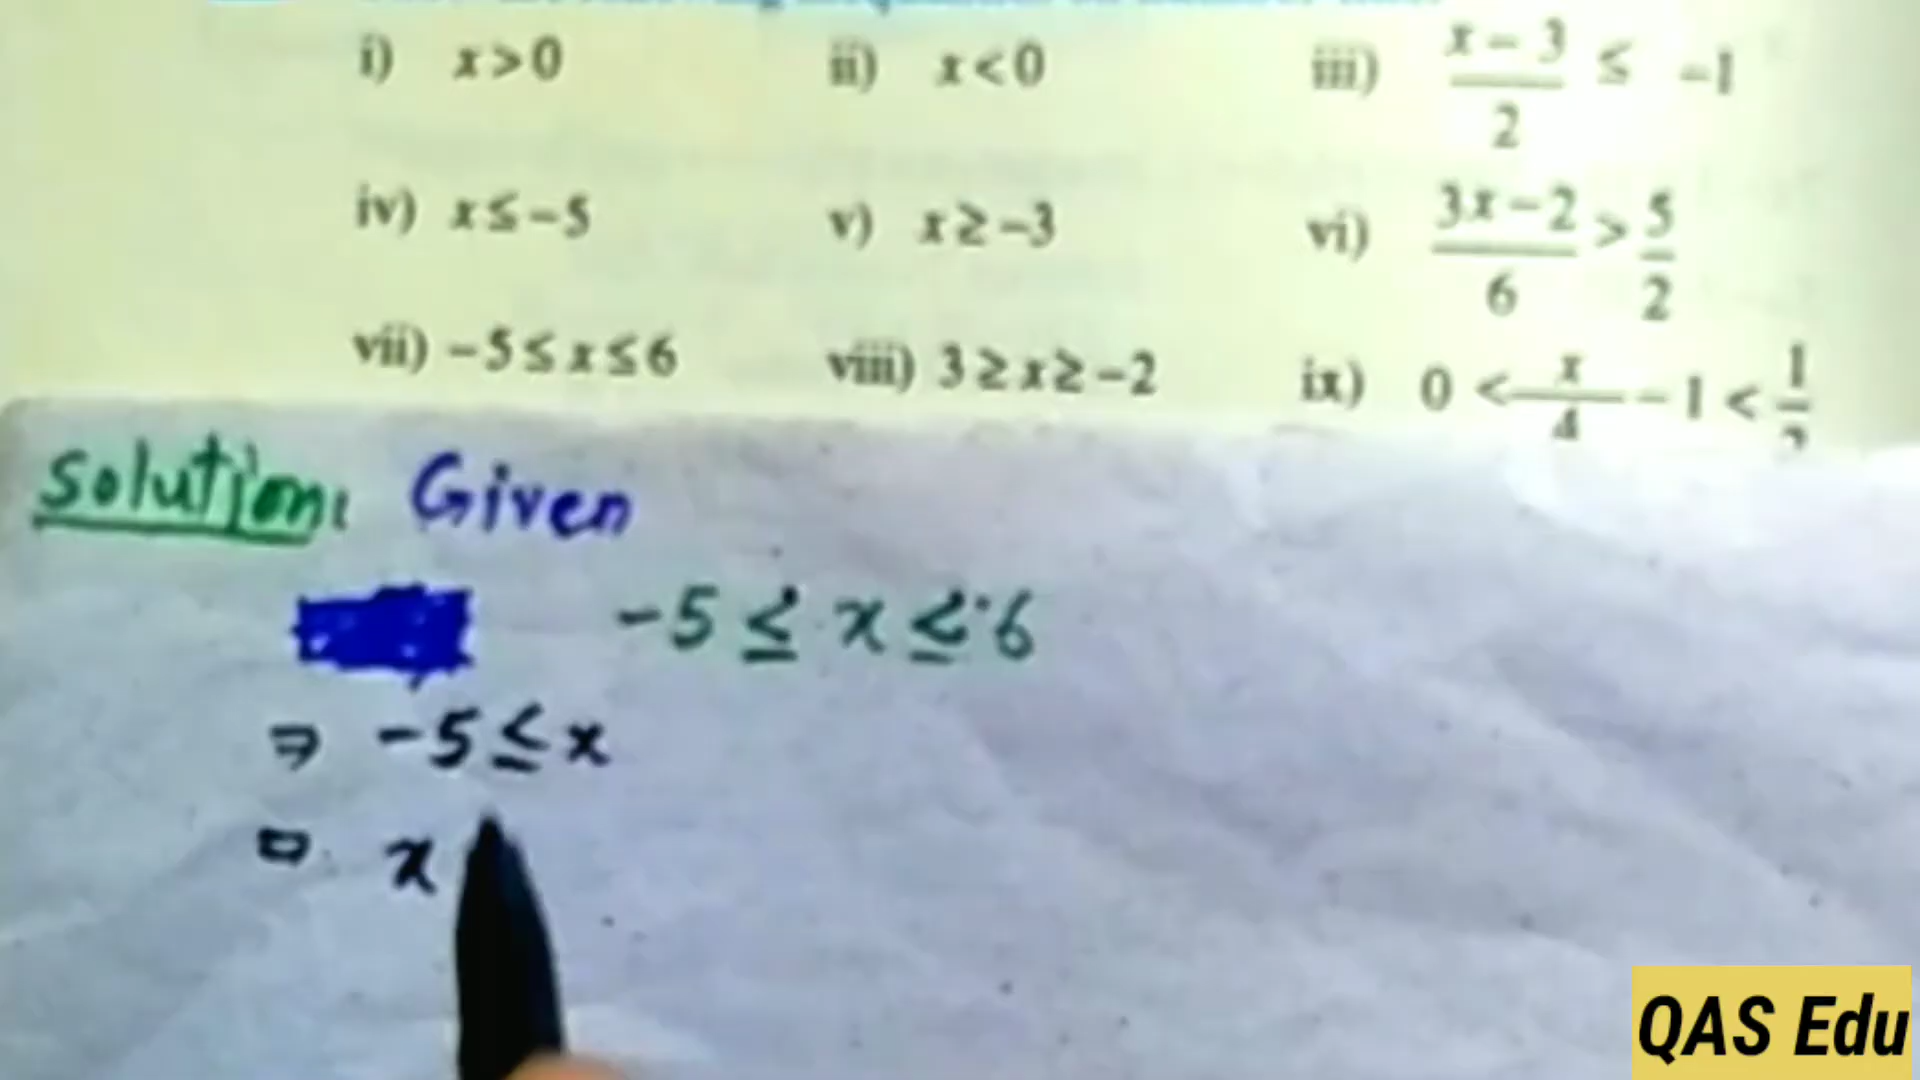 i) x>0 ii) x<0 iii) x-3/2 ≤ -1
iv) x≤-5 v) x≥-3 vi) 3x-2/6 > 5/2
vii) -5≤x≤6 viii) 3≥x≥-2 ix) 0 < x/4 - 1 <
Solution: Given
-5 ≤ x ≤ 6
⇒ -5 ≤ x
⇒ x
QAS Edu